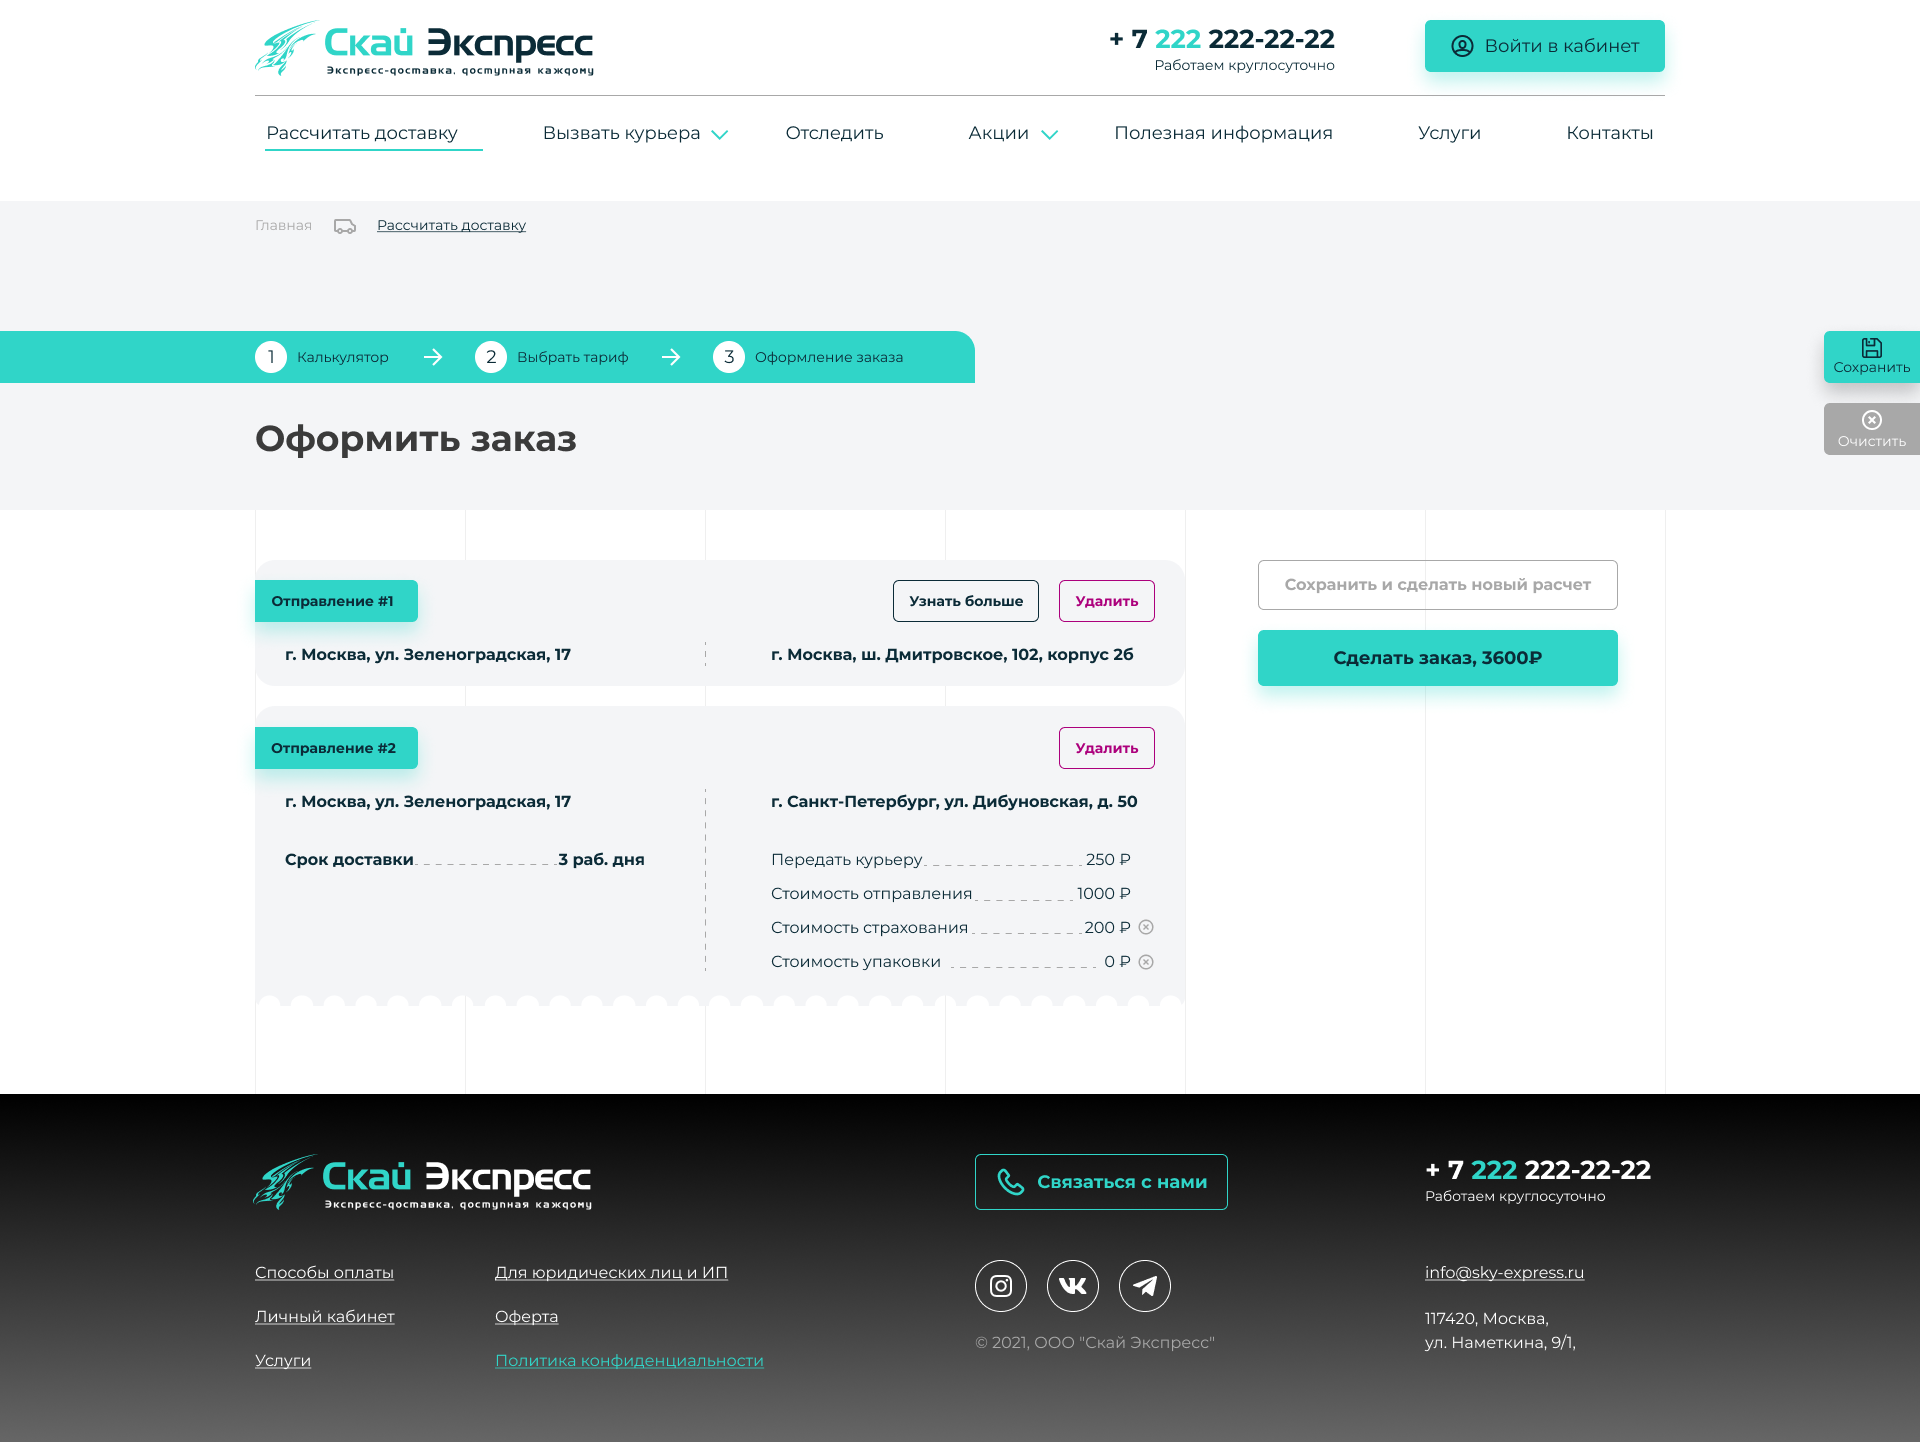 Скай Экспресс
Экспресс-доставка, доступная каждому
+ 7 222 222-22-22
Работаем круглосуточно
Войти в кабинет
Рассчитать доставку
Вызвать курьера
Отследить
Акции
Полезная информация
Услуги
Контакты
Главная
Рассчитать доставку
1 Калькулятор
2 Выбрать тариф
3 Оформление заказа
Сохранить
Очистить
Оформить заказ
Отправление #1
Узнать больше
Удалить
г. Москва, ул. Зеленоградская, 17
г. Москва, ш. Дмитровское, 102, корпус 2б
Сохранить и сделать новый расчет
Сделать заказ, 3600₽
Отправление #2
Удалить
г. Москва, ул. Зеленоградская, 17
г. Санкт-Петербург, ул. Дибуновская, д. 50
Срок доставки 3 раб. дня
Передать курьеру 250 ₽
Стоимость отправления 1000 ₽
Стоимость страхования 200 ₽
Стоимость упаковки 0 ₽
Скай Экспресс
Экспресс-доставка, доступная каждому
Связаться с нами
+ 7 222 222-22-22
Работаем круглосуточно
Способы оплаты
Личный кабинет
Услуги
Для юридических лиц и ИП
Оферта
Политика конфиденциальности
© 2021, ООО "Скай Экспресс"
info@sky-express.ru
117420, Москва,
ул. Наметкина, 9/1,